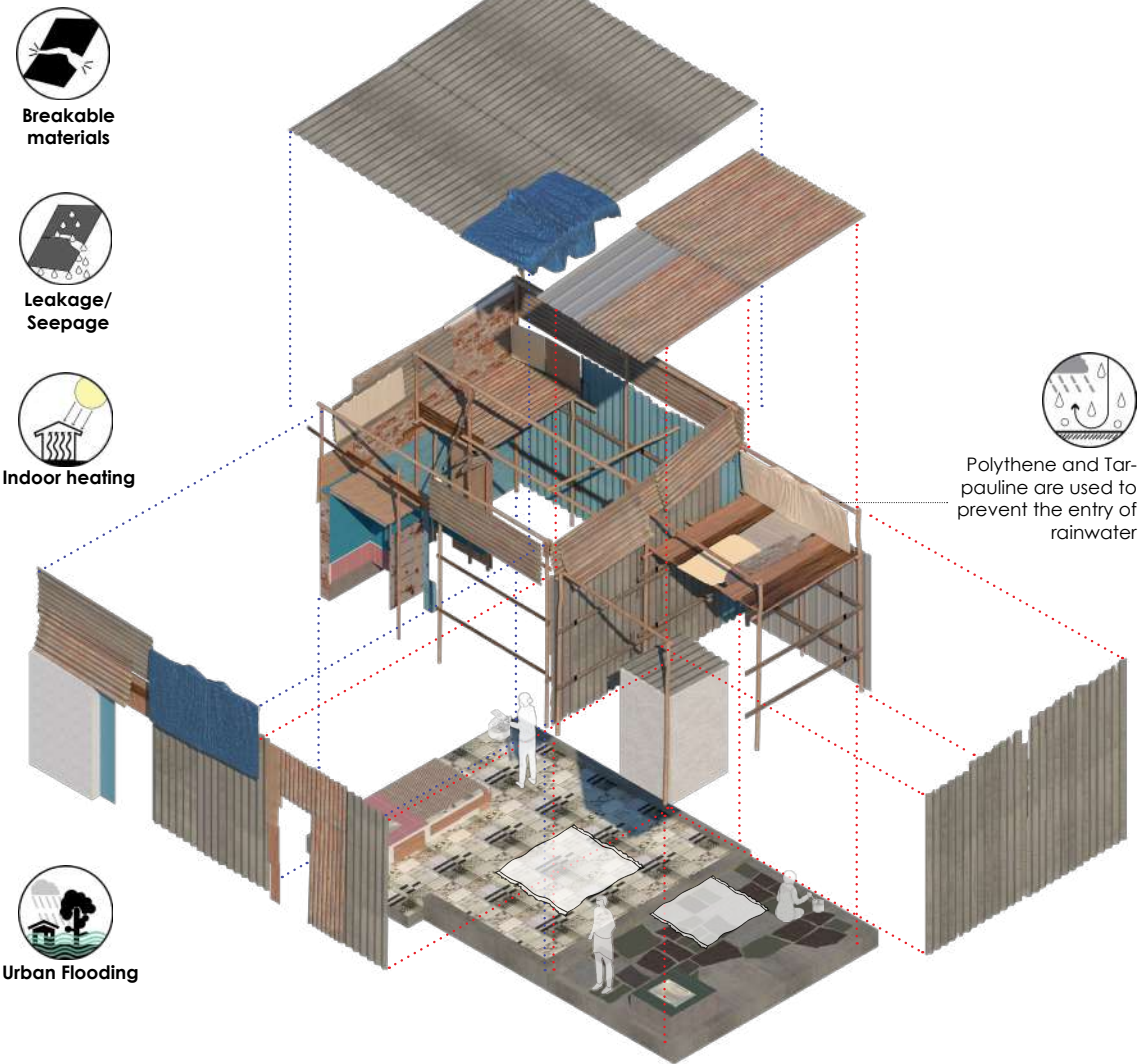 Breakable
materials
Leakage/
Seepage
Indoor heating
Polythene and Tar-
pauline are used to
prevent the entry of
rainwater
Urban Flooding